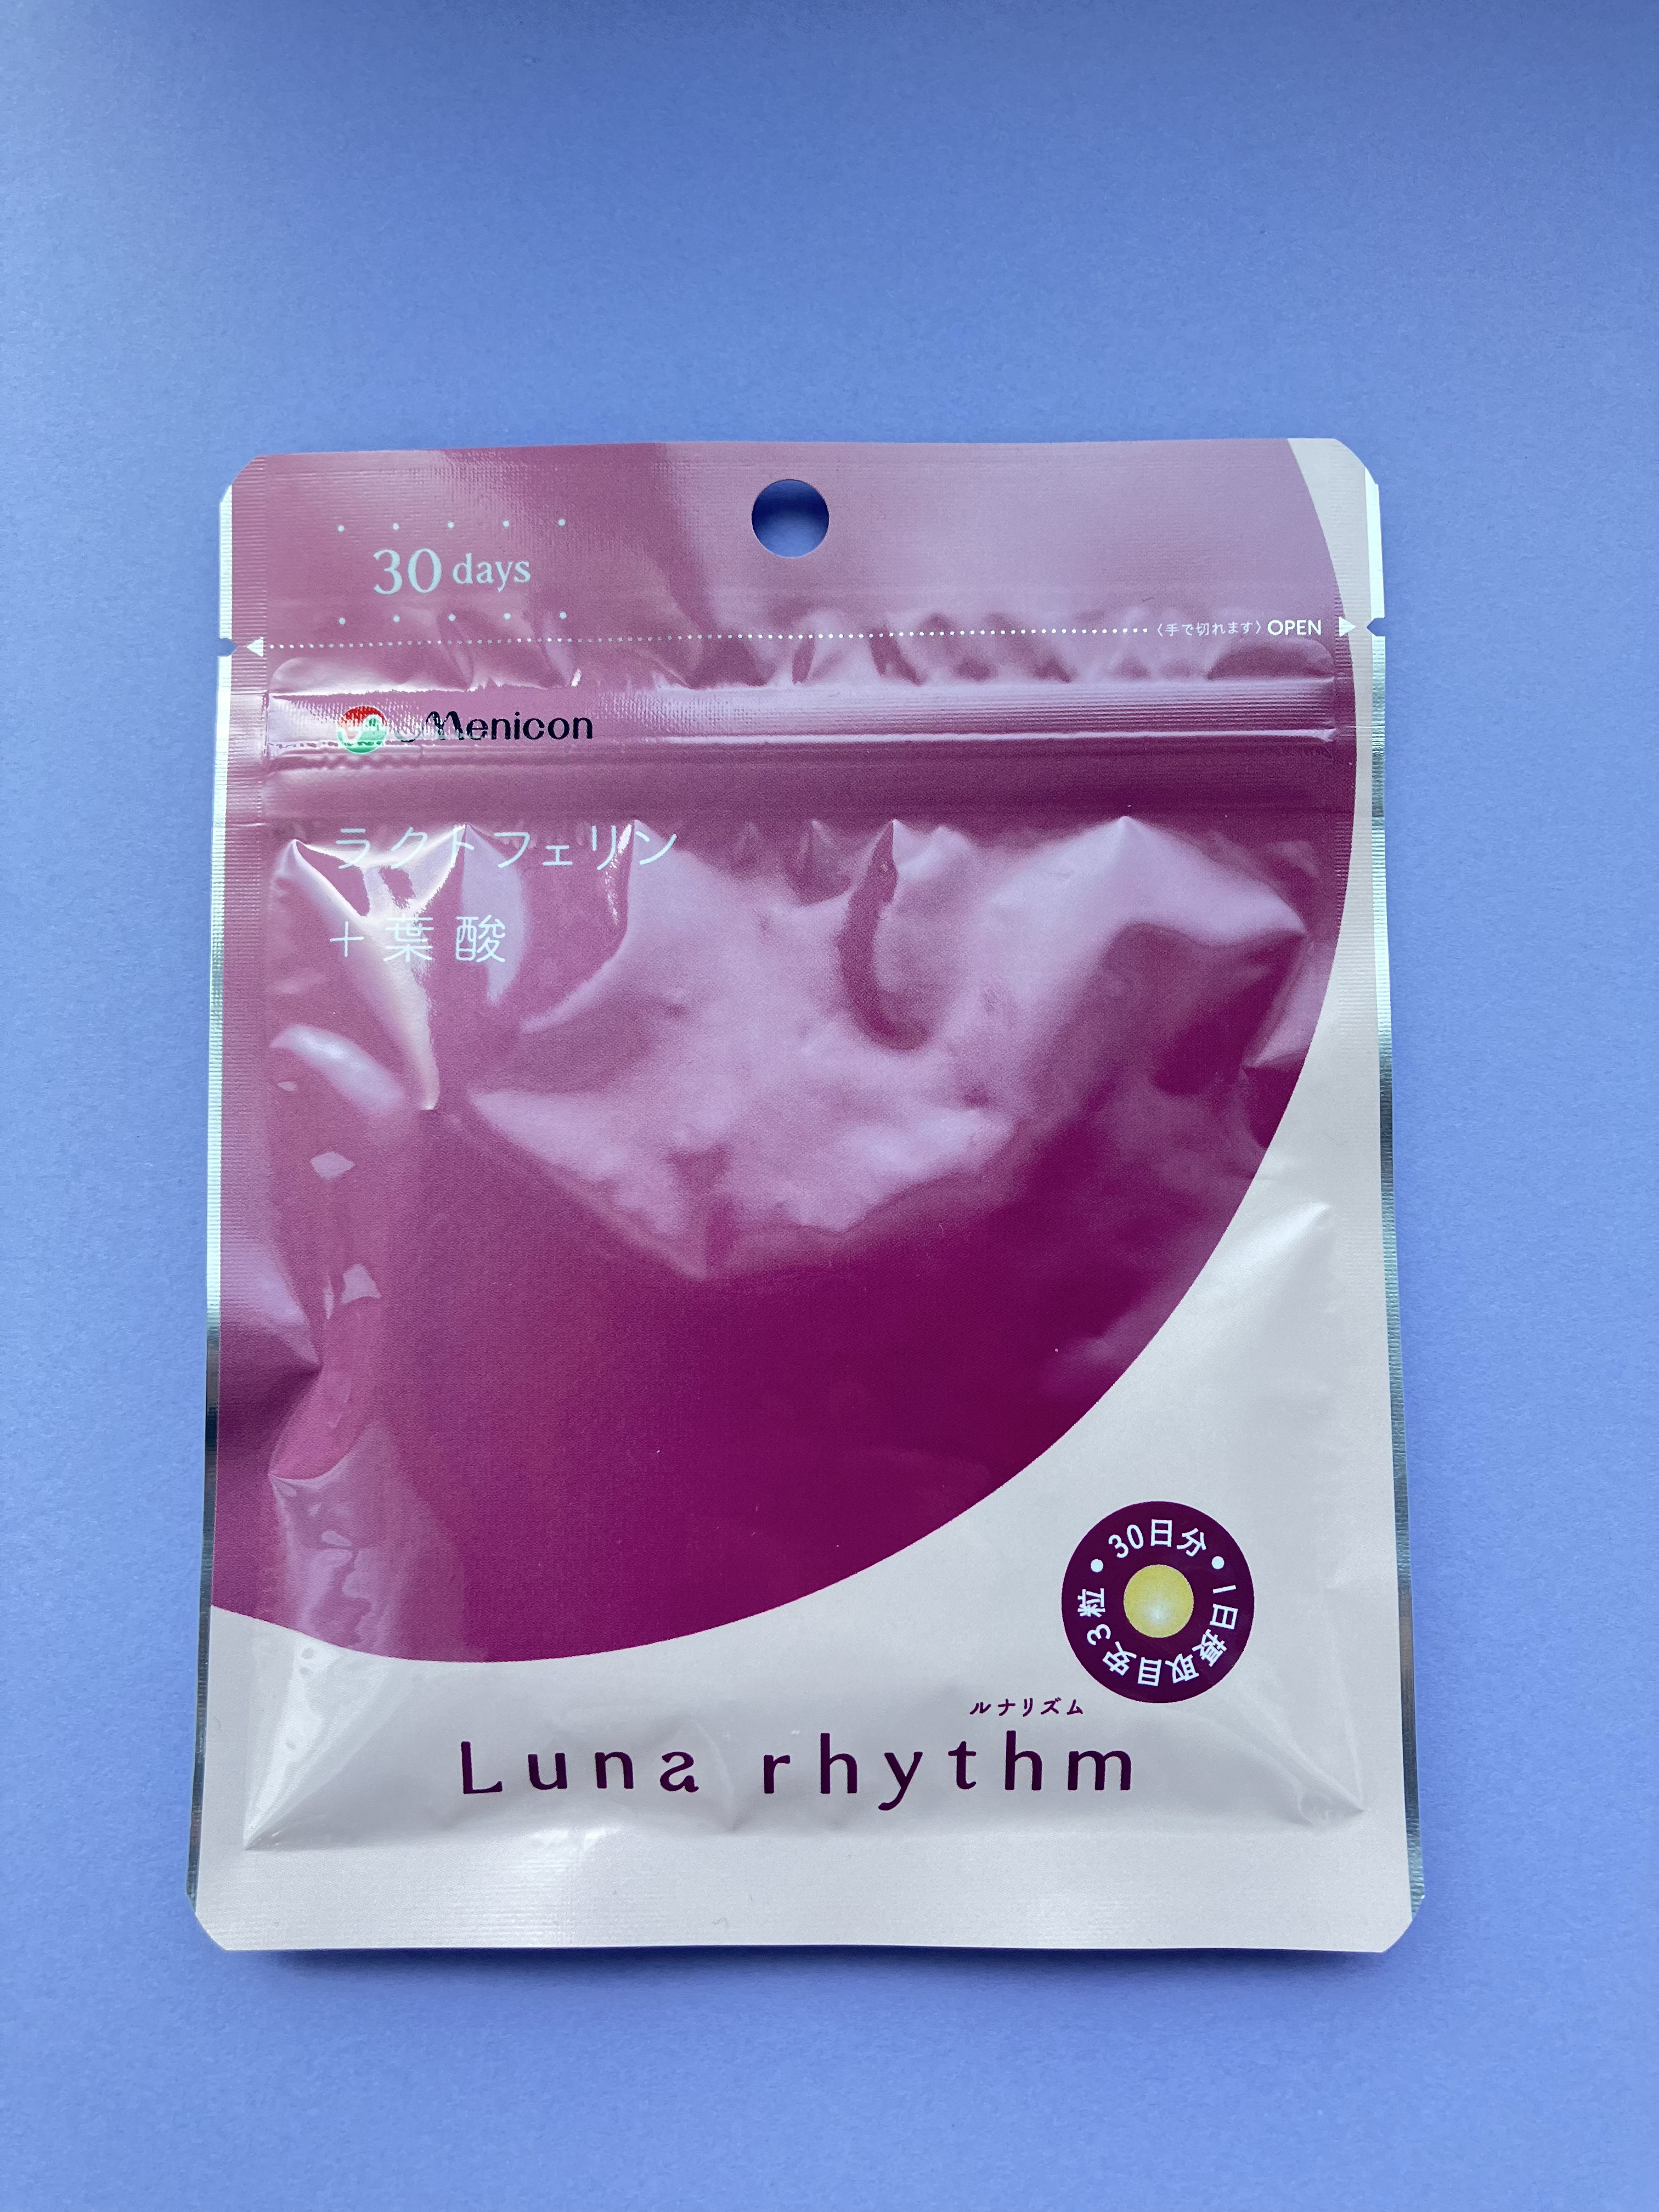 30 days
〈手で切れます〉OPEN
Menicon
ラクトフェリン
+葉酸
30日分・1日摂取目安3粒・
ルナリズム
Luna rhythm